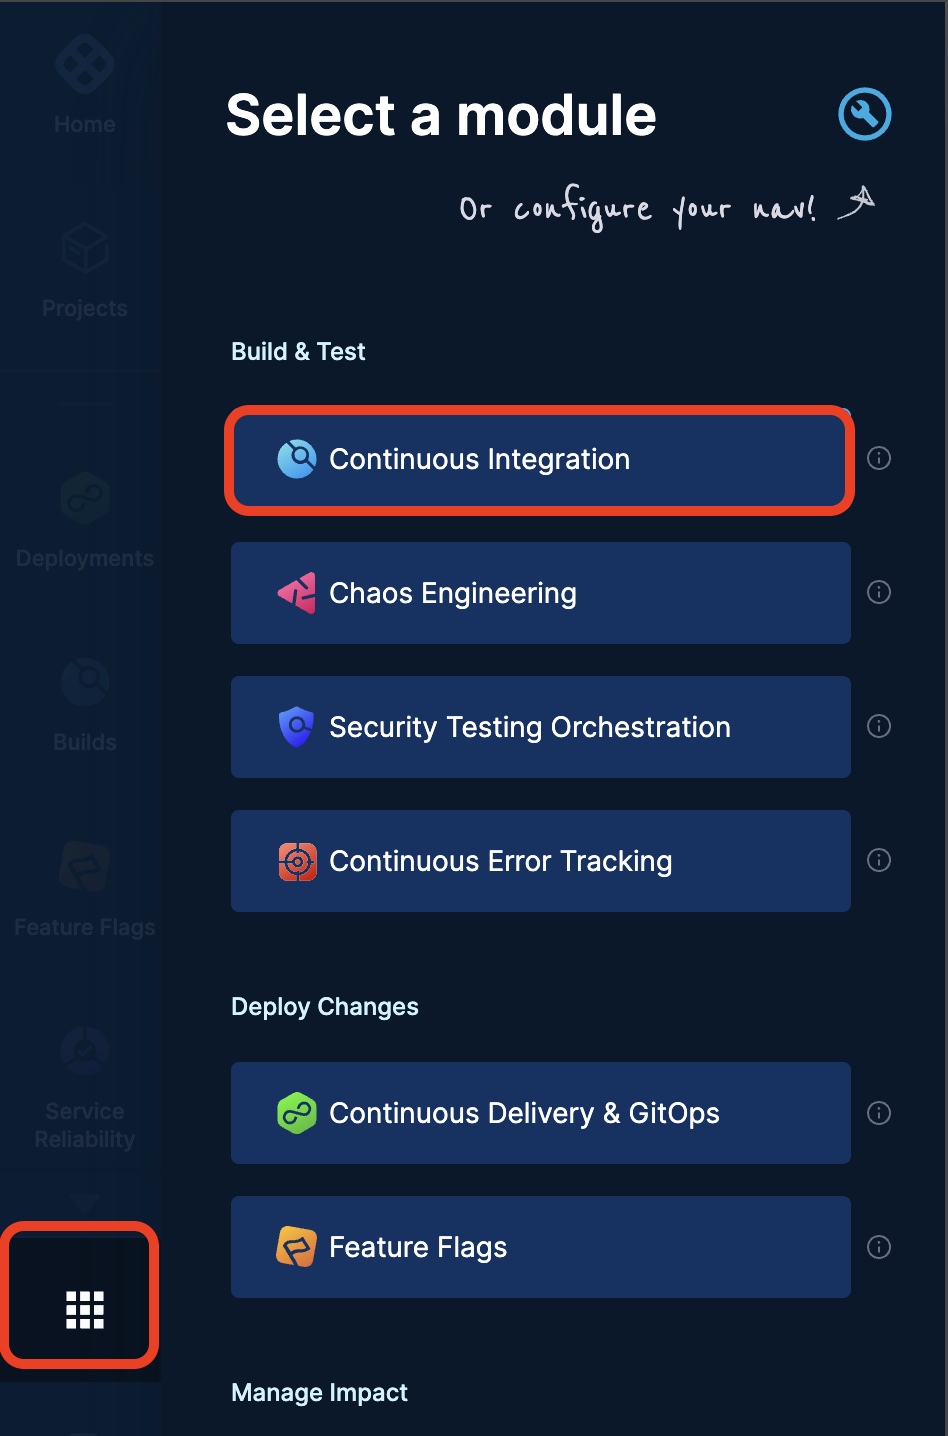 Home
Projects
Deployments
Builds
Feature Flags
Service
Reliability
Select a module
Or configure your nav!
Build & Test
Continuous Integration
Chaos Engineering
Security Testing Orchestration
Continuous Error Tracking
Deploy Changes
Continuous Delivery & GitOps
Feature Flags
Manage Impact